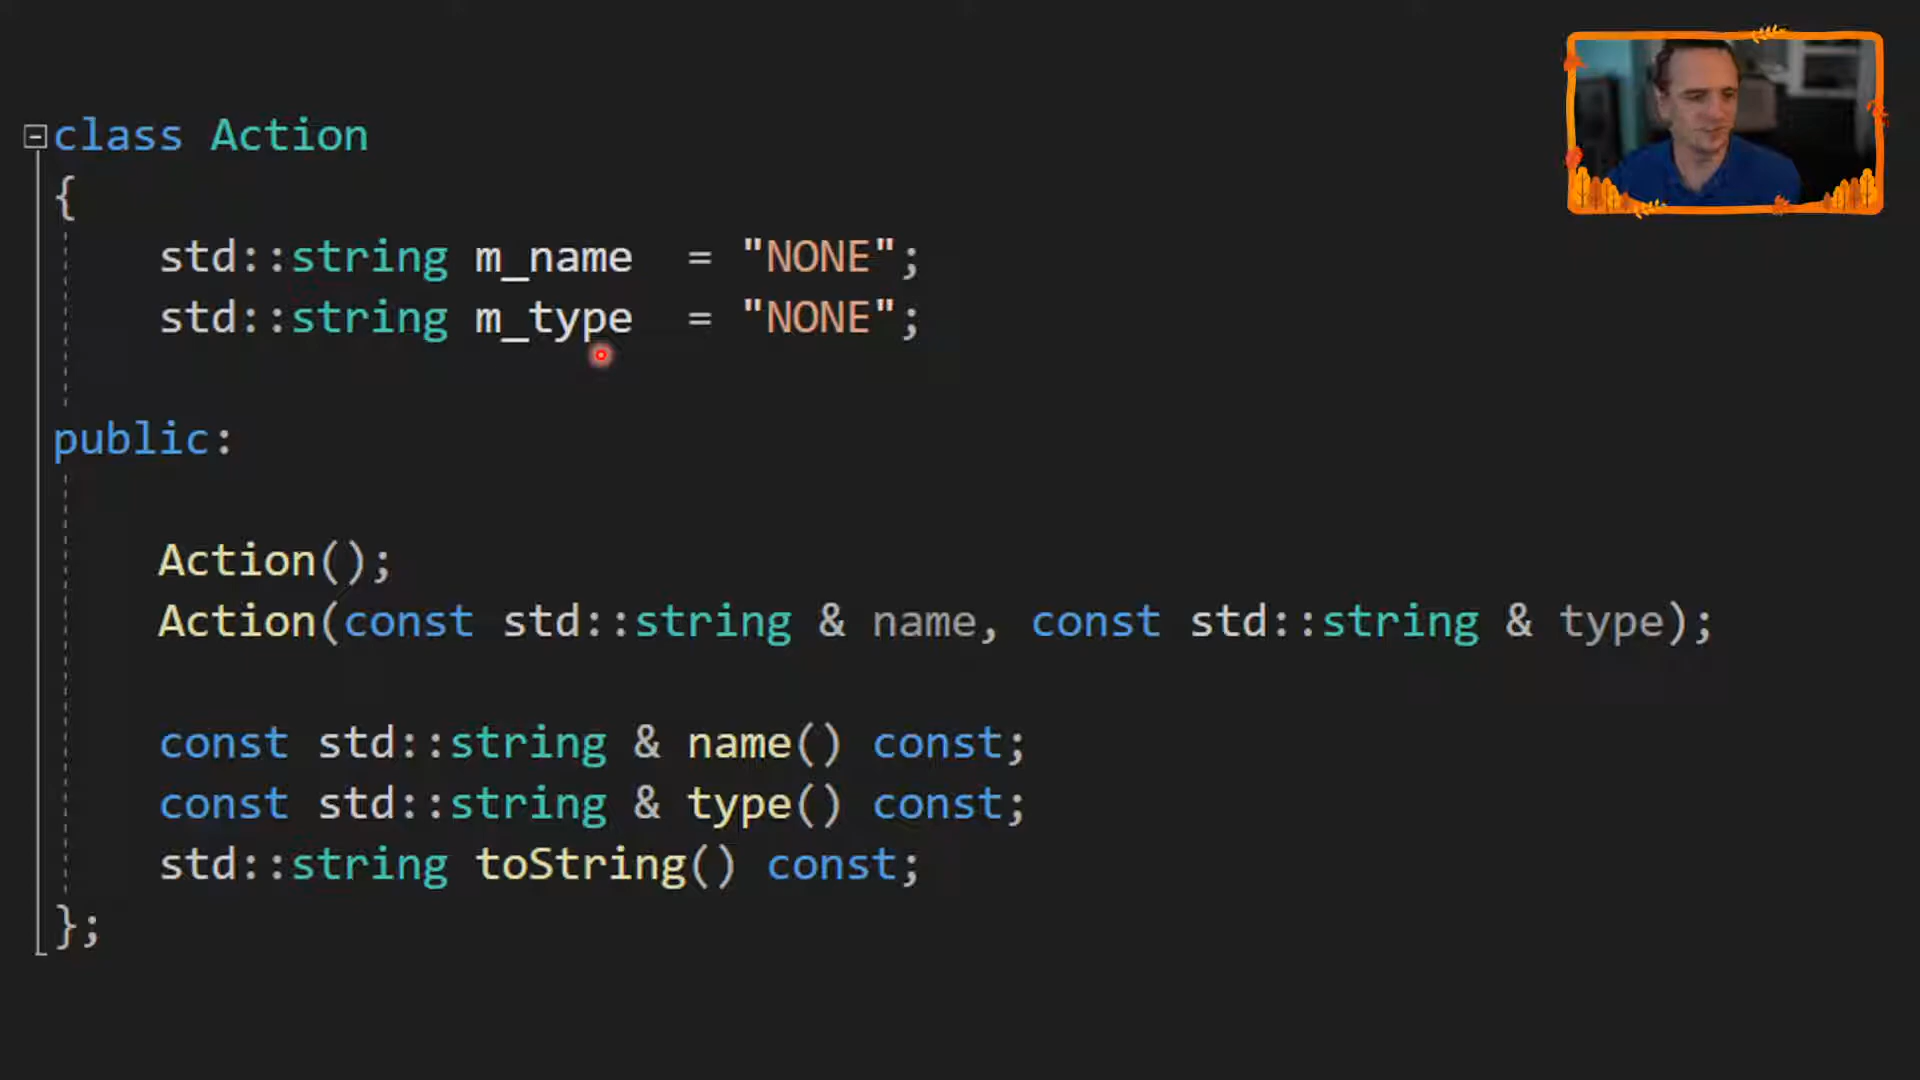 class Action
{
std::string m_name = "NONE";
std::string m_type = "NONE";
public:
Action();
Action(const std::string & name, const std::string & type);
const std::string & name() const;
const std::string & type() const;
std::string toString() const;
};